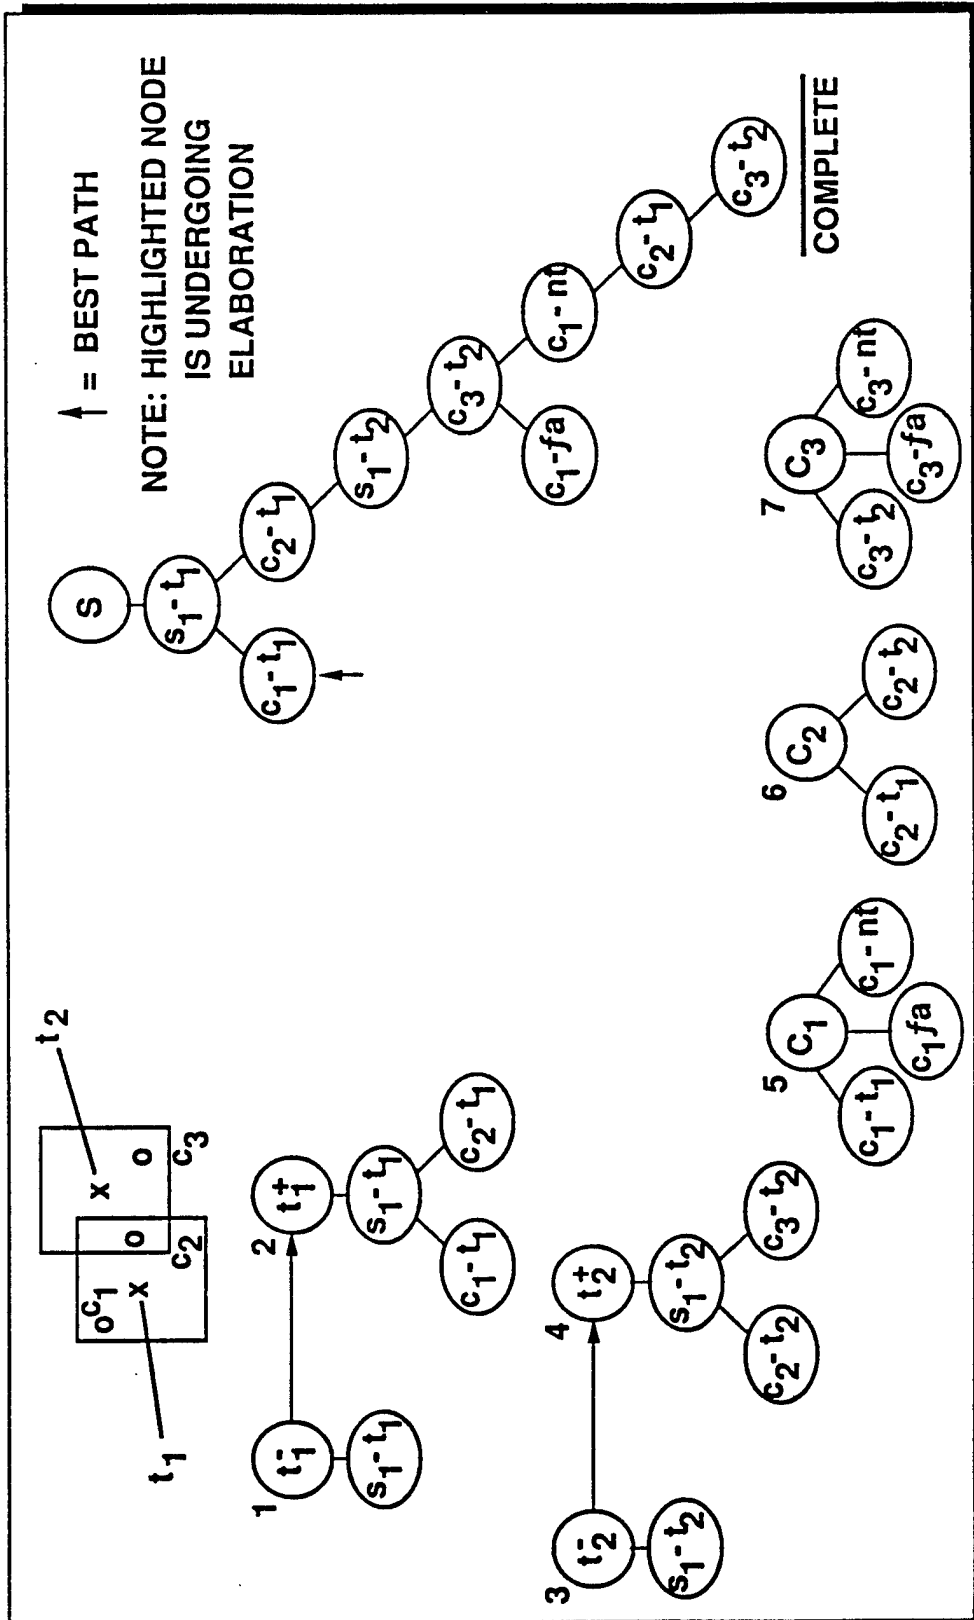 t1
t2
oc1
x
o
c2
x
o
c3
↑ = BEST PATH
NOTE: HIGHLIGHTED NODE
IS UNDERGOING
ELABORATION
1
t1-
s1-t1
2
t1+
s1-t1
c1-t1
c2-t1
3
t2-
s1-t2
4
t2+
s1-t2
c2-t2
c3-t2
S
s1-t1
c1-t1
c2-t1
s1-t2
c3-t2
c1-fa
c1-nt
c2-t1
c3-t2
COMPLETE
5
C1
c1-t1
c1fa
c1-nt
6
C2
c2-t1
c2-t2
7
C3
c3-t2
c3-fa
c3-nt